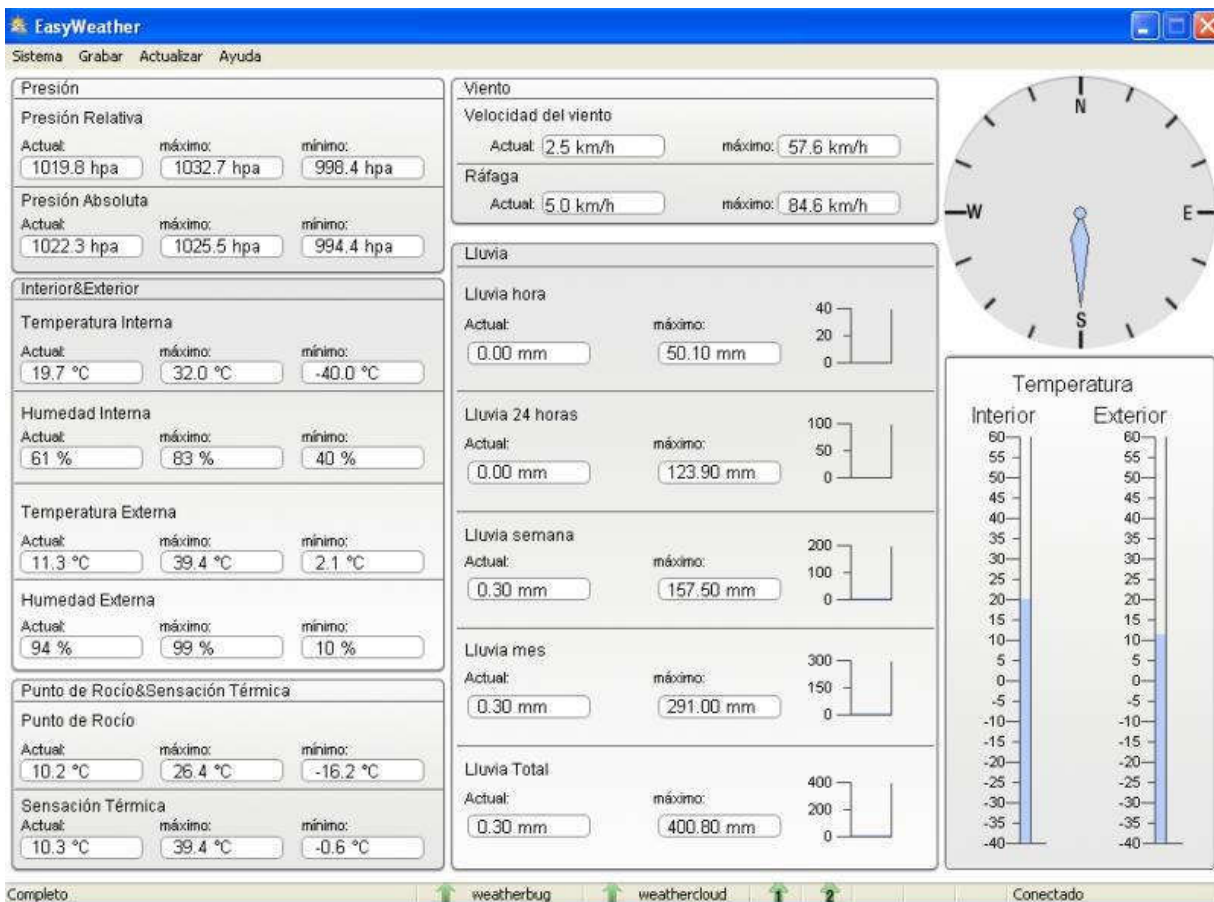 EasyWeather
Sistema Grabar Actualizar Ayuda
Presión
Presión Relativa
Actual: máximo: mínimo:
1019.8 hpa 1032.7 hpa 998.4 hpa
Presión Absoluta
Actual: máximo: mínimo:
1022.3 hpa 1025.5 hpa 994.4 hpa
Interior&Exterior
Temperatura Interna
Actual: máximo: mínimo:
19.7 °C 32.0 °C -40.0 °C
Humedad Interna
Actual: máximo: mínimo:
61 % 83 % 40 %
Temperatura Externa
Actual: máximo: mínimo:
11.3 °C 39.4 °C 2.1 °C
Humedad Externa
Actual: máximo: mínimo:
94 % 99 % 10 %
Punto de Rocío&Sensación Térmica
Punto de Rocío
Actual: máximo: mínimo:
10.2 °C 26.4 °C -16.2 °C
Sensación Térmica
Actual: máximo: mínimo:
10.3 °C 39.4 °C -0.6 °C
Viento
Velocidad del viento
Actual: 2.5 km/h máximo: 57.6 km/h
Ráfaga
Actual: 5.0 km/h máximo: 84.6 km/h
Lluvia
Lluvia hora
Actual: máximo:
0.00 mm 50.10 mm
40
20
0
Lluvia 24 horas
Actual: máximo:
0.00 mm 123.90 mm
100
50
0
Lluvia semana
Actual: máximo:
0.30 mm 157.50 mm
200
100
0
Lluvia mes
Actual: máximo:
0.30 mm 291.00 mm
300
150
0
Lluvia Total
Actual: máximo:
0.30 mm 400.80 mm
400
200
0
N
W E
S
Temperatura
Interior Exterior
60 60
55 55
50 50
45 45
40 40
35 35
30 30
25 25
20 20
15 15
10 10
5 5
0 0
-5 -5
-10 -10
-15 -15
-20 -20
-25 -25
-30 -30
-35 -35
-40 -40
Completo weatherbug weathercloud 1 2 Conectado